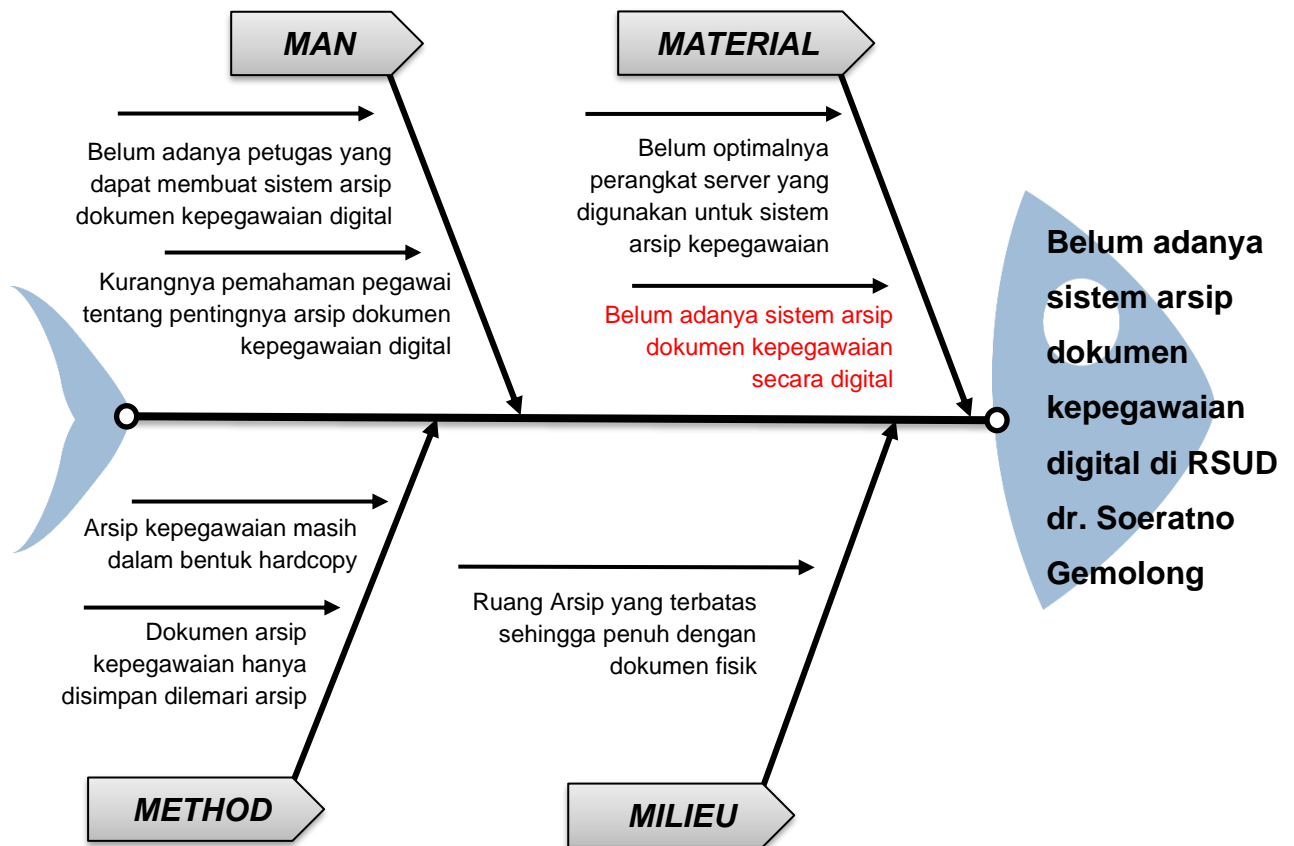 MAN
Belum adanya petugas yang
dapat membuat sistem arsip
dokumen kepegawaian digital
Kurangnya pemahaman pegawai
tentang pentingnya arsip dokumen
kepegawaian digital
MATERIAL
Belum optimalnya
perangkat server yang
digunakan untuk sistem
arsip kepegawaian
Belum adanya sistem arsip
dokumen kepegawaian
secara digital
Belum adanya
sistem arsip
dokumen
kepegawaian
digital di RSUD
dr. Soeratno
Gemolong
Arsip kepegawaian masih
dalam bentuk hardcopy
Dokumen arsip
kepegawaian hanya
disimpan dilemari arsip
METHOD
Ruang Arsip yang terbatas
sehingga penuh dengan
dokumen fisik
MILIEU